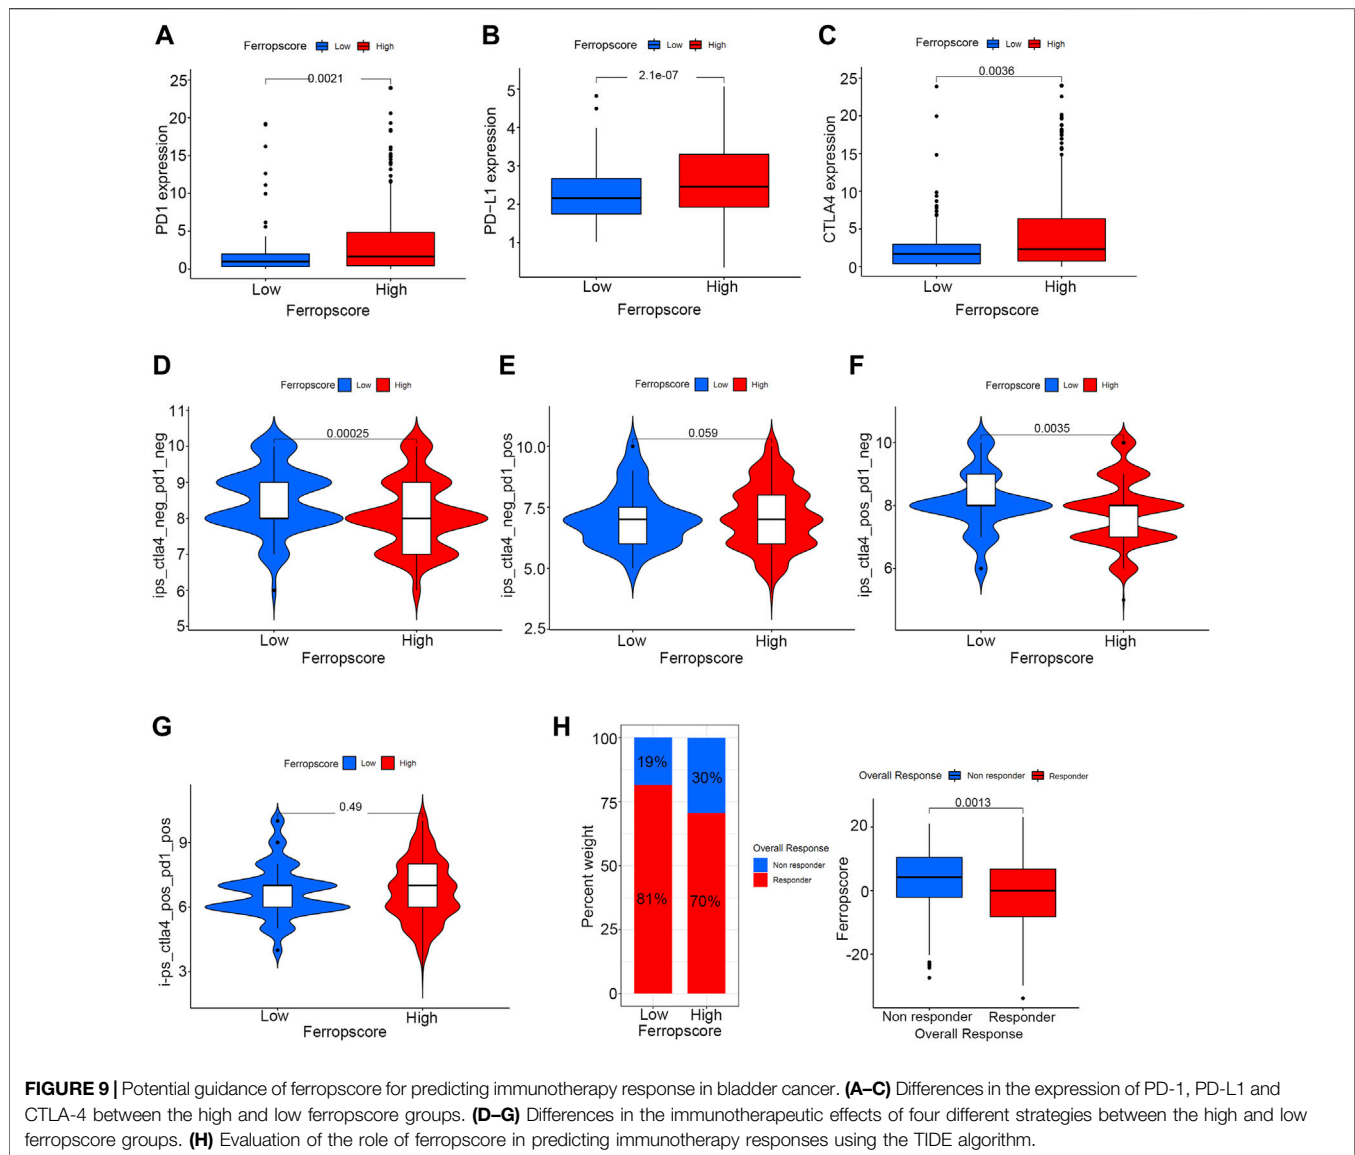 A
Ferropscore Low High
0.0021
PD1 expression
25
20
15
10
5
0
Low High
Ferropscore
B
Ferropscore Low High
2.1e-07
PD−L1 expression
5
4
3
2
1
Low High
Ferropscore
C
Ferropscore Low High
0.0036
CTLA4 expression
25
20
15
10
5
0
Low High
Ferropscore
D
Ferropscore Low High
0.00025
ips_ctla4_neg_pd1_neg
11
10
9
8
7
6
5
Low High
Ferropscore
E
Ferropscore Low High
0.059
ips_ctla4_neg_pd1_pos
10.0
7.5
5.0
2.5
Low High
Ferropscore
F
Ferropscore Low High
0.0035
ips_ctla4_pos_pd1_neg
10
8
6
Low High
Ferropscore
G
Ferropscore Low High
0.49
i-ps_ctla4_pos_pd1_pos
9
6
3
Low High
Ferropscore
H
Percent weight
100
75
50
25
0
19%
30%
81%
70%
Low High
Ferropscore
Overall Response
Non responder
Responder
Overall Response Non responder Responder
0.0013
Ferropscore
20
0
-20
Non responder Responder
Overall Response
FIGURE 9 | Potential guidance of ferropscore for predicting immunotherapy response in bladder cancer. (A–C) Differences in the expression of PD-1, PD-L1 and
CTLA-4 between the high and low ferropscore groups. (D–G) Differences in the immunotherapeutic effects of four different strategies between the high and low
ferropscore groups. (H) Evaluation of the role of ferropscore in predicting immunotherapy responses using the TIDE algorithm.